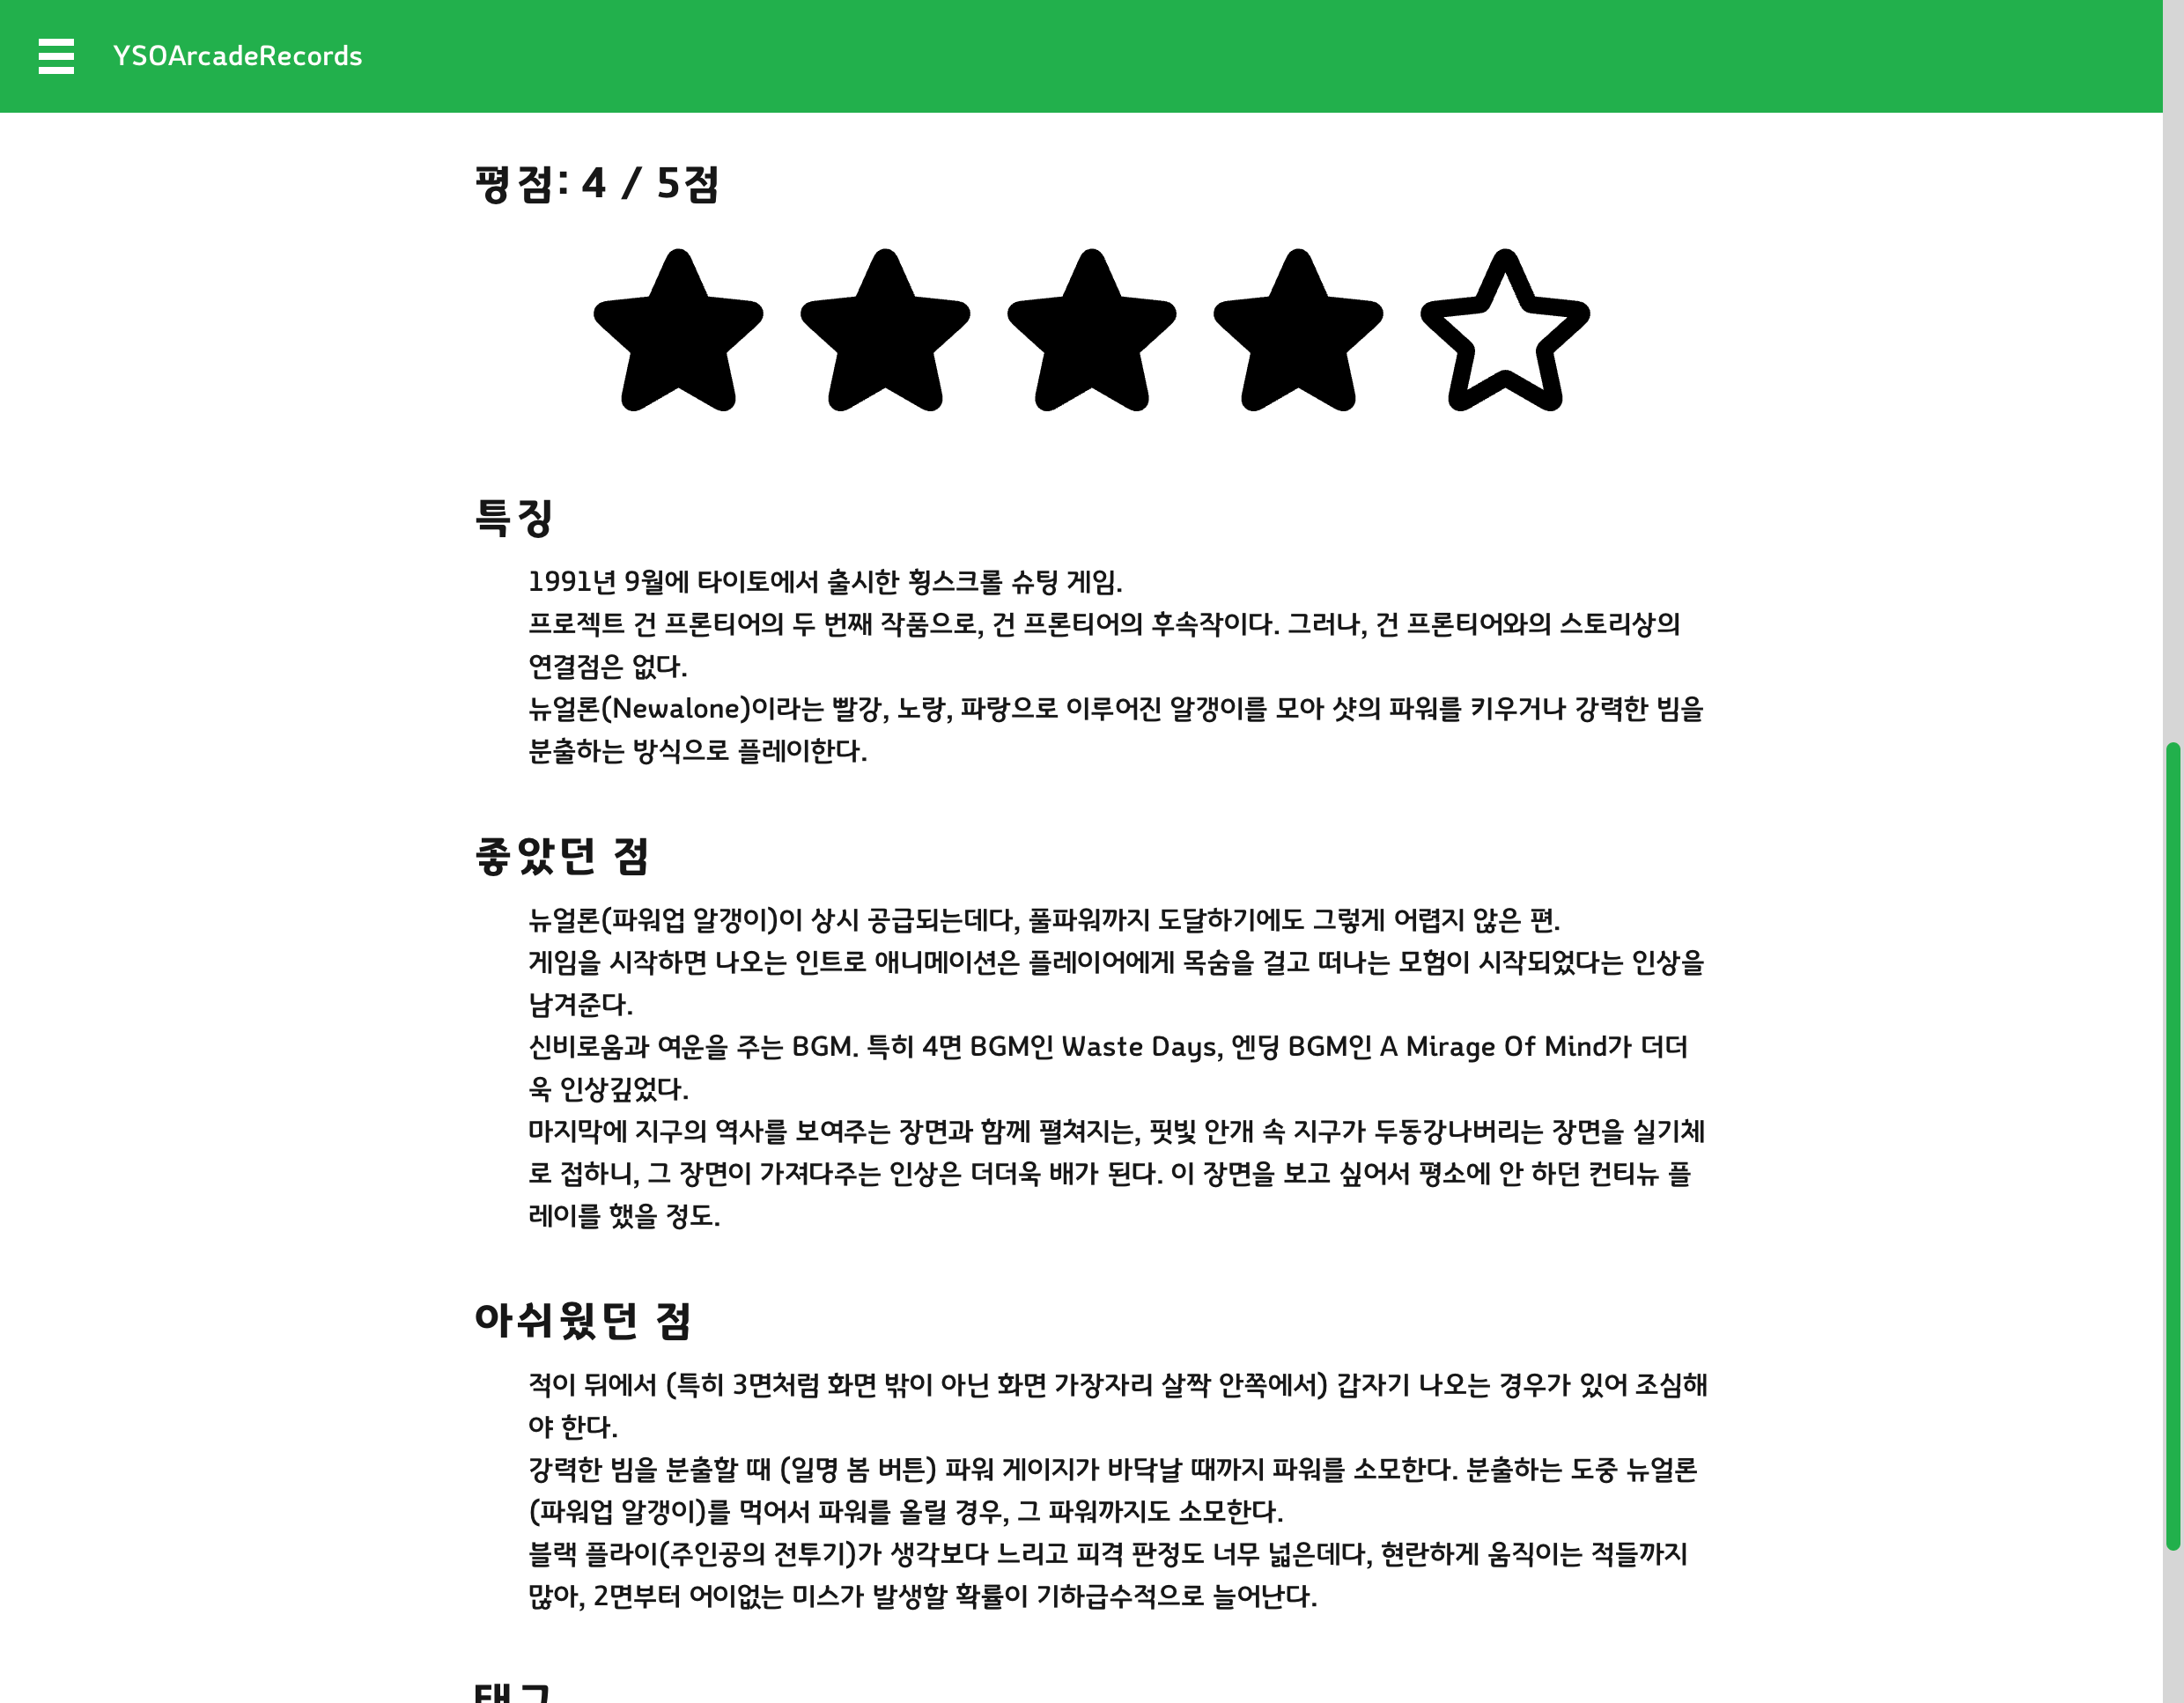 YSOArcadeRecords
평점: 4 / 5점
특징
1991년 9월에 타이토에서 출시한 횡스크롤 슈팅 게임.
프로젝트 건 프론티어의 두 번째 작품으로, 건 프론티어의 후속작이다. 그러나, 건 프론티어와의 스토리상의
연결점은 없다.
뉴얼론(Newalone)이라는 빨강, 노랑, 파랑으로 이루어진 알갱이를 모아 샷의 파워를 키우거나 강력한 빔을
분출하는 방식으로 플레이한다.
좋았던 점
뉴얼론(파워업 알갱이)이 상시 공급되는데다, 풀파워까지 도달하기에도 그렇게 어렵지 않은 편.
게임을 시작하면 나오는 인트로 애니메이션은 플레이어에게 목숨을 걸고 떠나는 모험이 시작되었다는 인상을
남겨준다.
신비로움과 여운을 주는 BGM. 특히 4면 BGM인 Waste Days, 엔딩 BGM인 A Mirage Of Mind가 더더
욱 인상깊었다.
마지막에 지구의 역사를 보여주는 장면과 함께 펼쳐지는, 핏빛 안개 속 지구가 두동강나버리는 장면을 실기체
로 접하니, 그 장면이 가져다주는 인상은 더더욱 배가 된다. 이 장면을 보고 싶어서 평소에 안 하던 컨티뉴 플
레이를 했을 정도.
아쉬웠던 점
적이 뒤에서 (특히 3면처럼 화면 밖이 아닌 화면 가장자리 살짝 안쪽에서) 갑자기 나오는 경우가 있어 조심해
야 한다.
강력한 빔을 분출할 때 (일명 봄 버튼) 파워 게이지가 바닥날 때까지 파워를 소모한다. 분출하는 도중 뉴얼론
(파워업 알갱이)를 먹어서 파워를 올릴 경우, 그 파워까지도 소모한다.
블랙 플라이(주인공의 전투기)가 생각보다 느리고 피격 판정도 너무 넓은데다, 현란하게 움직이는 적들까지
많아, 2면부터 어이없는 미스가 발생할 확률이 기하급수적으로 늘어난다.
태그